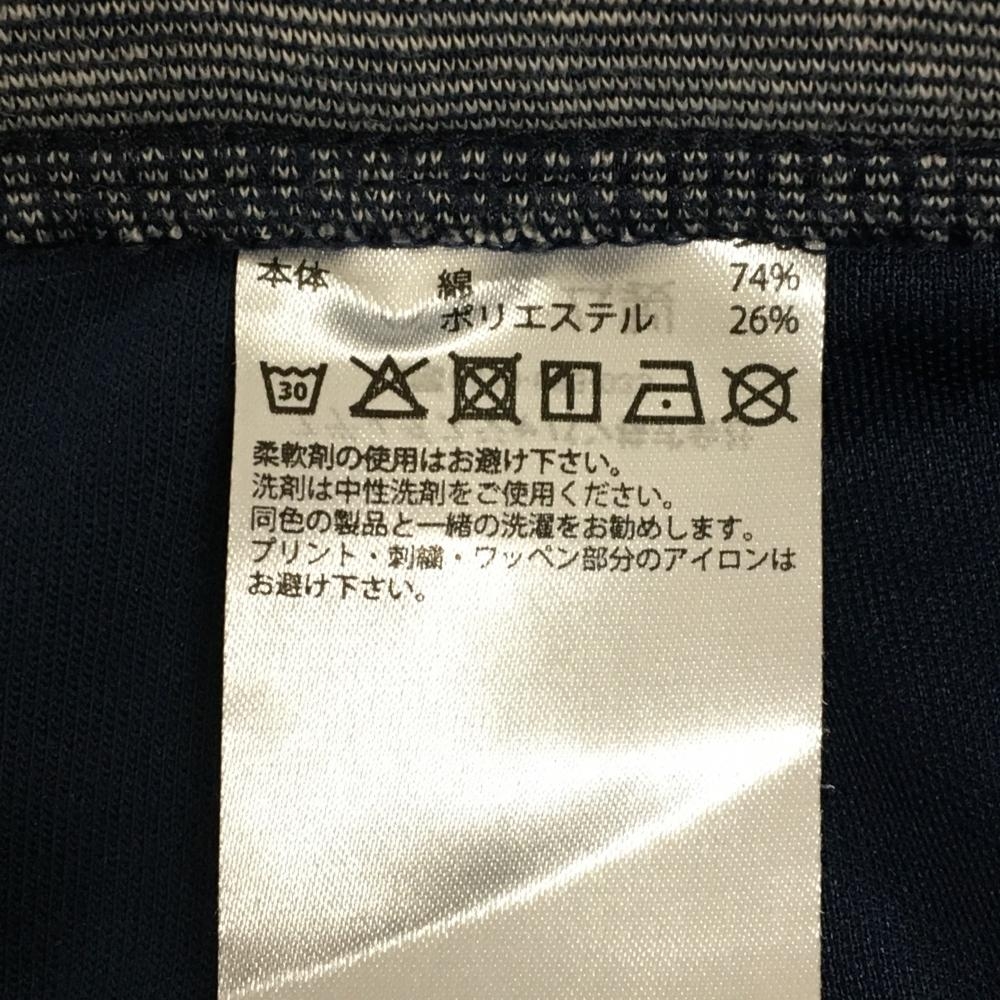 本体 綿 74%
ポリエステル 26%
30
柔軟剤の使用はお避け下さい。
洗剤は中性洗剤をご使用ください。
同色の製品と一緒の洗濯をお勧めします。
プリント・刺繍・ワッペン部分のアイロンは
お避け下さい。